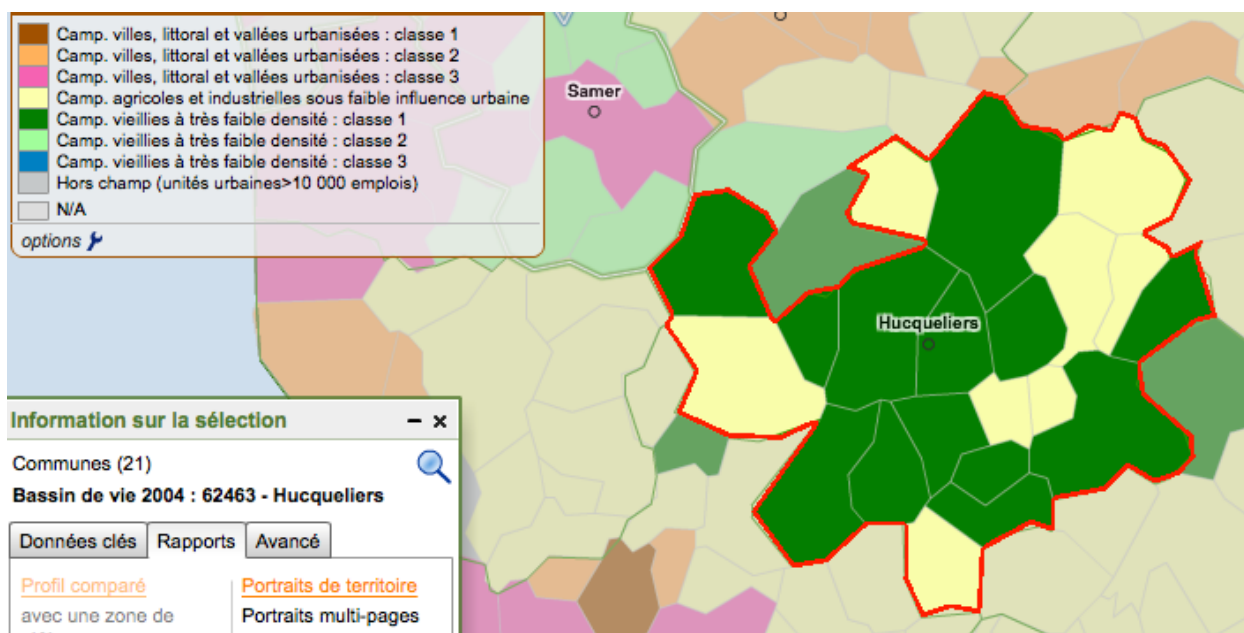 Camp. villes, littoral et vallées urbanisées : classe 1
Camp. villes, littoral et vallées urbanisées : classe 2
Camp. villes, littoral et vallées urbanisées : classe 3
Camp. agricoles et industrielles sous faible influence urbaine
Camp. vieillies à très faible densité : classe 1
Camp. vieillies à très faible densité : classe 2
Camp. vieillies à très faible densité : classe 3
Hors champ (unités urbaines>10 000 emplois)
N/A
options
Samer
Hucqueliers
Information sur la sélection
Communes (21)
Bassin de vie 2004 : 62463 - Hucqueliers
Données clés Rapports Avancé
Profil comparé
avec une zone de
Portraits de territoire
Portraits multi-pages